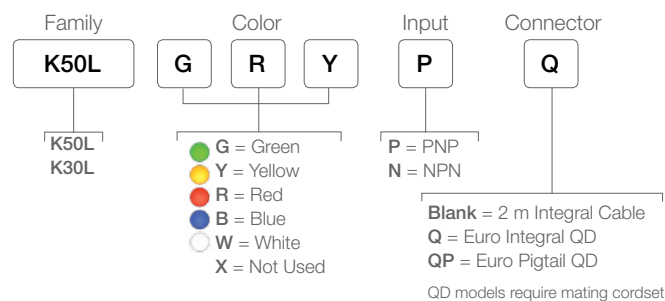 Family Color Input Connector
K50L G R Y P Q
K50L
K30L
G = Green
Y = Yellow
R = Red
B = Blue
W = White
X = Not Used
P = PNP
N = NPN
Blank = 2 m Integral Cable
Q = Euro Integral QD
QP = Euro Pigtail QD
QD models require mating cordset